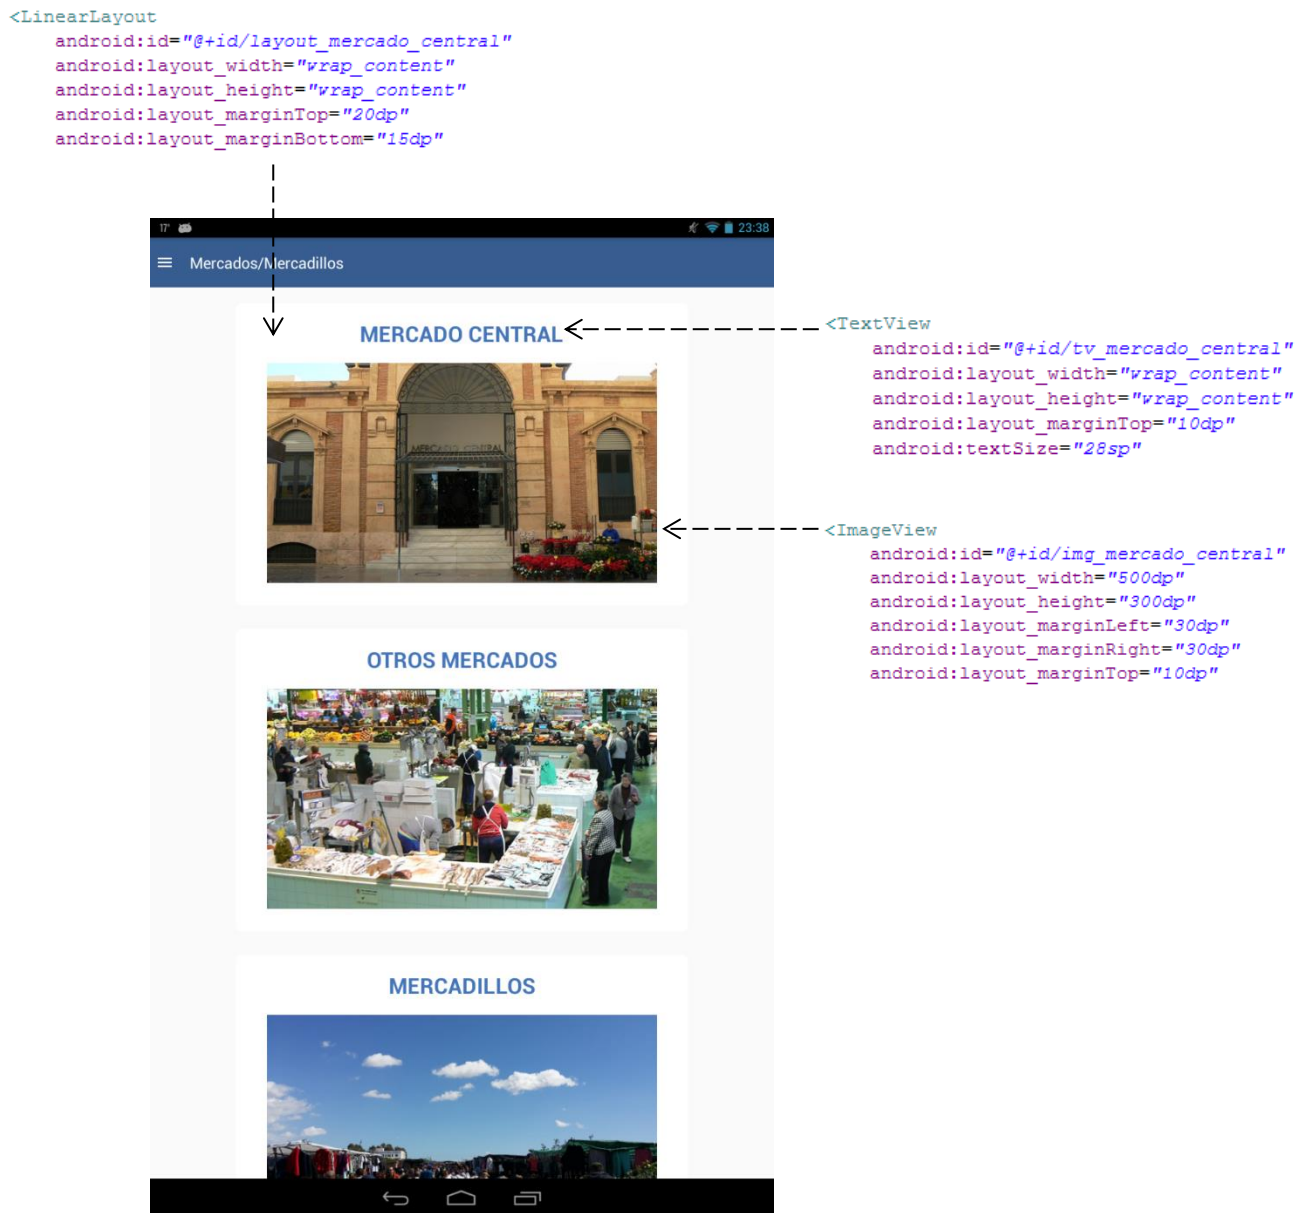 <LinearLayout
android:id="@+id/layout_mercado_central"
android:layout_width="wrap_content"
android:layout_height="wrap_content"
android:layout_marginTop="20dp"
android:layout_marginBottom="15dp"
17° 23:38
Mercados/Mercadillos
MERCADO CENTRAL
MERCADO CENTRAL
<TextView
android:id="@+id/tv_mercado_central"
android:layout_width="wrap_content"
android:layout_height="wrap_content"
android:layout_marginTop="10dp"
android:textSize="28sp"
<ImageView
android:id="@+id/img_mercado_central"
android:layout_width="500dp"
android:layout_height="300dp"
android:layout_marginLeft="30dp"
android:layout_marginRight="30dp"
android:layout_marginTop="10dp"
OTROS MERCADOS
MERCADILLOS